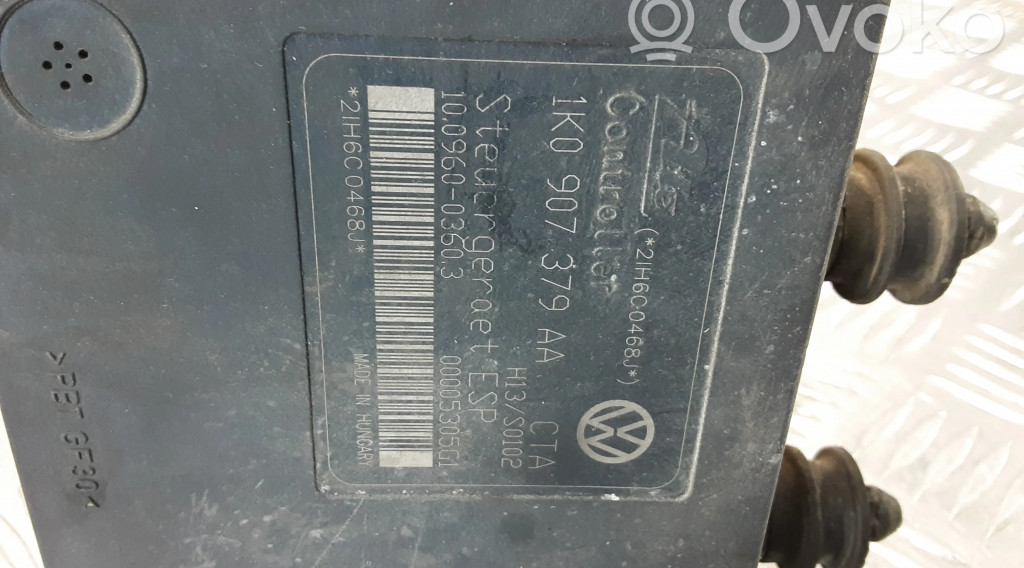 Ovoko
Controller
(*2IH6C0468J*)
1K0 907 379 AA CTA
H13/S0102
Steuergeraet ESP
10.0960-0360.3 00005305G1
*2IH6C0468J* MADE IN HUNGARY
>PBT GF30<